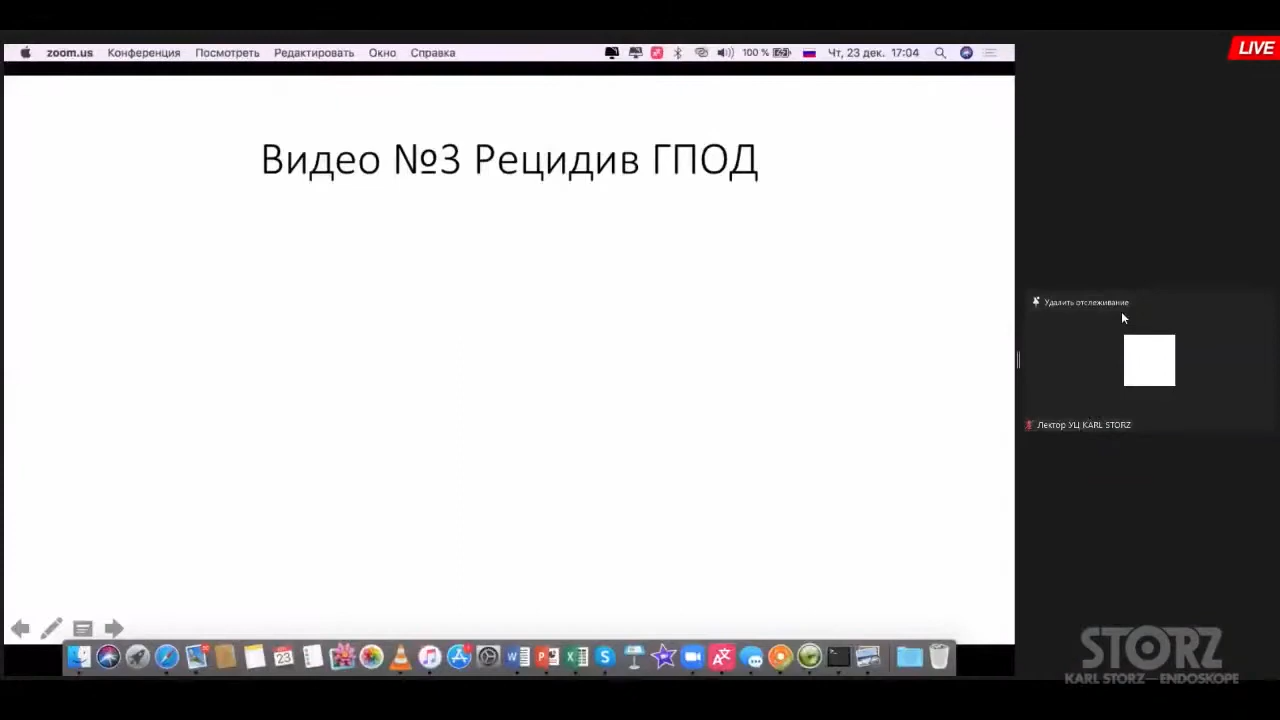 zoom.us Конференция Посмотреть Редактировать Окно Справка 100 % Чт, 23 дек. 17:04
LIVE
Видео №3 Рецидив ГПОД
Удалить отслеживание
Лектор УЦ KARL STORZ
23
STORZ
KARL STORZ—ENDOSKOPE